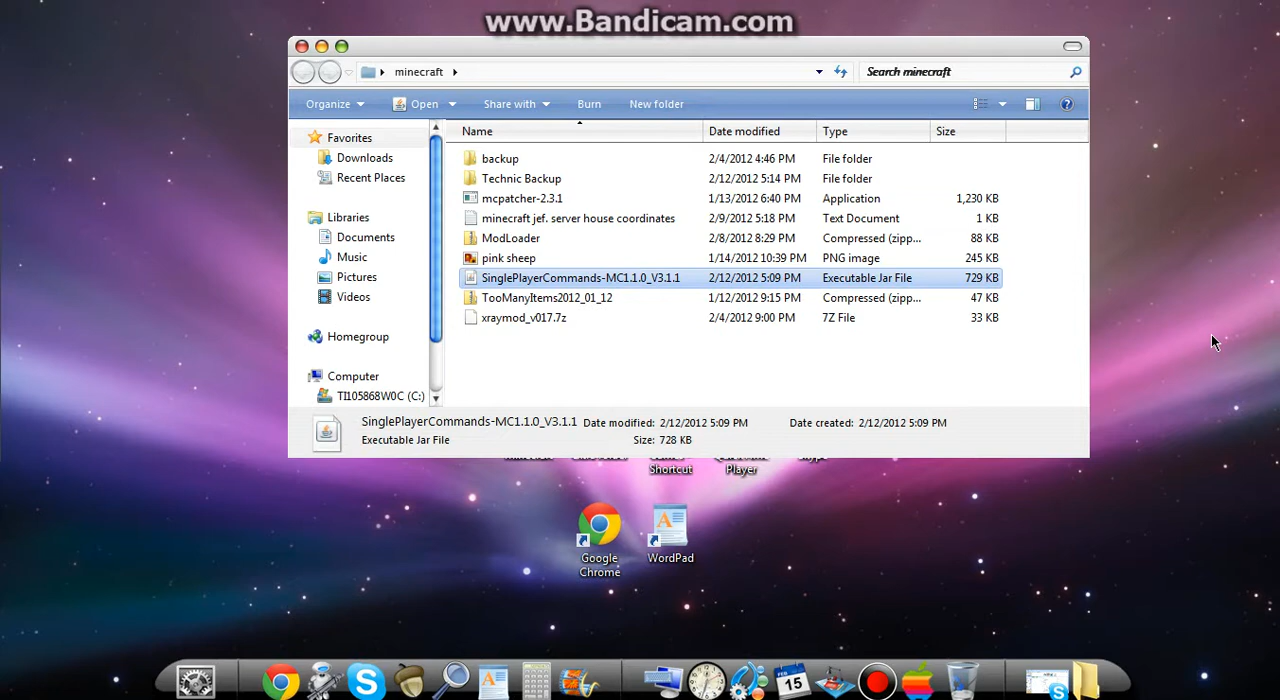 www.Bandicam.com
minecraft
Search minecraft
Organize Open Share with Burn New folder
Name Date modified Type Size
Favorites
Downloads
Recent Places
Libraries
Documents
Music
Pictures
Videos
Homegroup
Computer
TI105868W0C (C:)
backup 2/4/2012 4:46 PM File folder
Technic Backup 2/12/2012 5:14 PM File folder
mcpatcher-2.3.1 1/13/2012 6:40 PM Application 1,230 KB
minecraft jef. server house coordinates 2/9/2012 5:18 PM Text Document 1 KB
ModLoader 2/8/2012 8:29 PM Compressed (zipp... 88 KB
pink sheep 1/14/2012 10:39 PM PNG image 245 KB
SinglePlayerCommands-MC1.1.0_V3.1.1 2/12/2012 5:09 PM Executable Jar File 729 KB
TooManyItems2012_01_12 1/12/2012 9:15 PM Compressed (zipp... 47 KB
xraymod_v017.7z 2/4/2012 9:00 PM 7Z File 33 KB
SinglePlayerCommands-MC1.1.0_V3.1.1 Date modified: 2/12/2012 5:09 PM Date created: 2/12/2012 5:09 PM
Executable Jar File Size: 728 KB
Shortcut
Player
Google
Chrome
WordPad
FEB
15